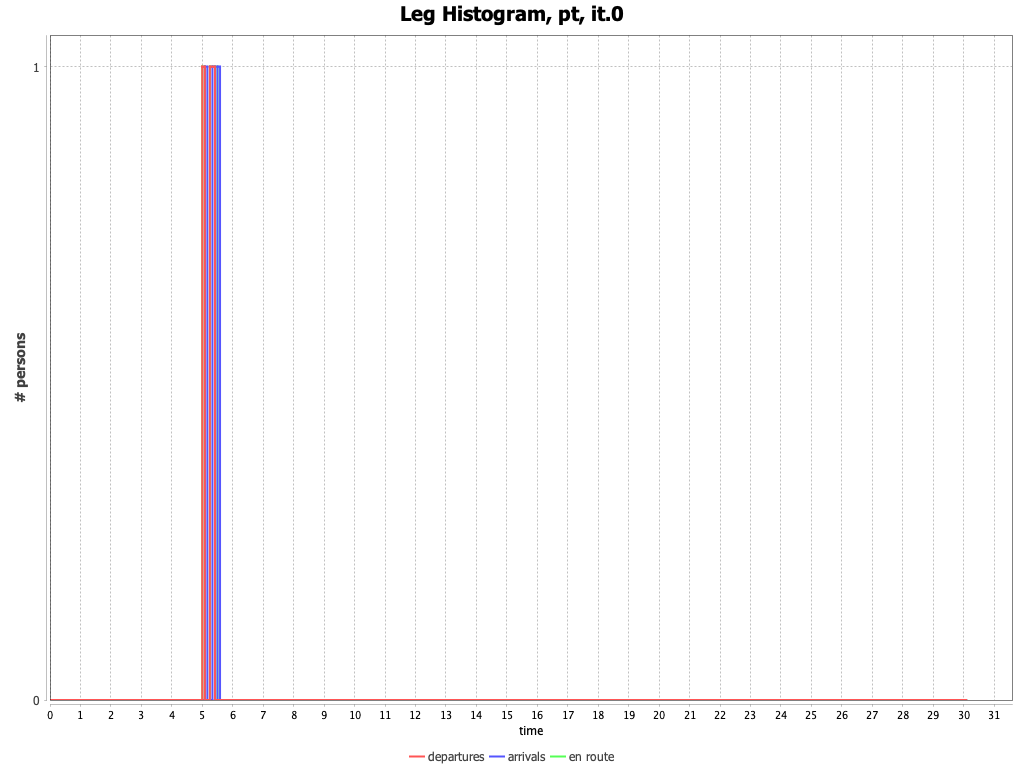 Leg Histogram, pt, it.0
# persons
1
0
0 1 2 3 4 5 6 7 8 9 10 11 12 13 14 15 16 17 18 19 20 21 22 23 24 25 26 27 28 29 30 31
time
departures arrivals en route